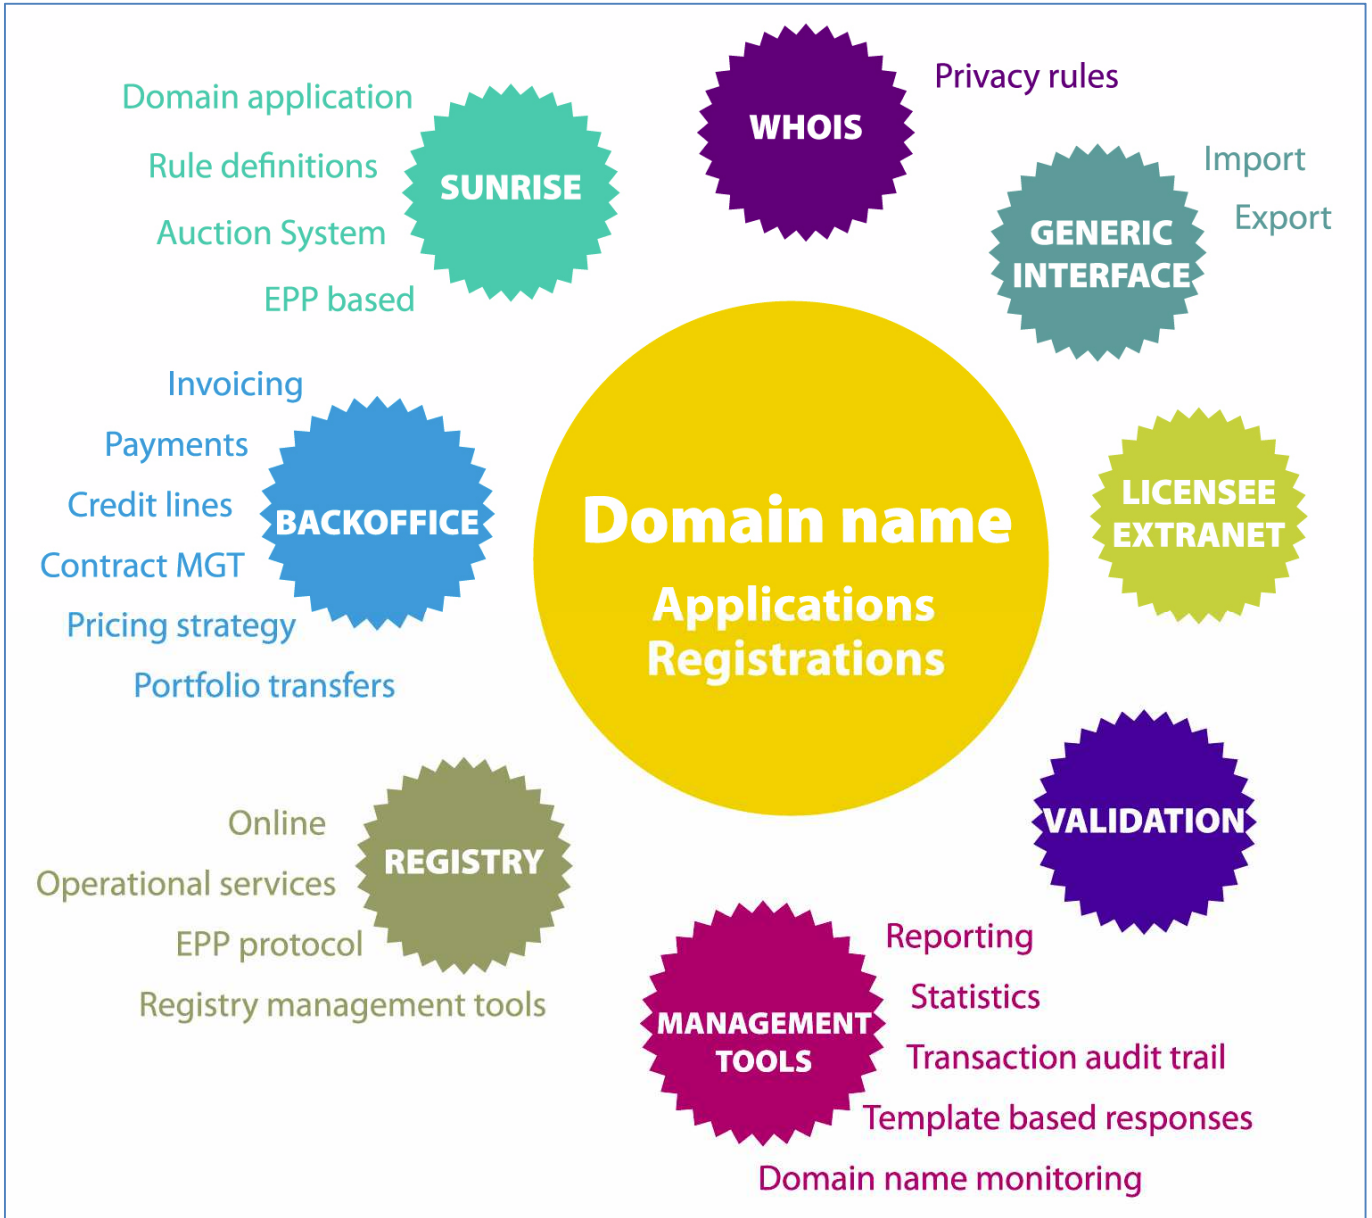 Domain application
Rule definitions
Auction System
EPP based
SUNRISE
WHOIS
Privacy rules
GENERIC
INTERFACE
Import
Export
Invoicing
Payments
Credit lines
Contract MGT
Pricing strategy
Portfolio transfers
BACKOFFICE
Domain name
Applications
Registrations
LICENSEE
EXTRANET
VALIDATION
Online
Operational services
EPP protocol
Registry management tools
REGISTRY
MANAGEMENT
TOOLS
Reporting
Statistics
Transaction audit trail
Template based responses
Domain name monitoring